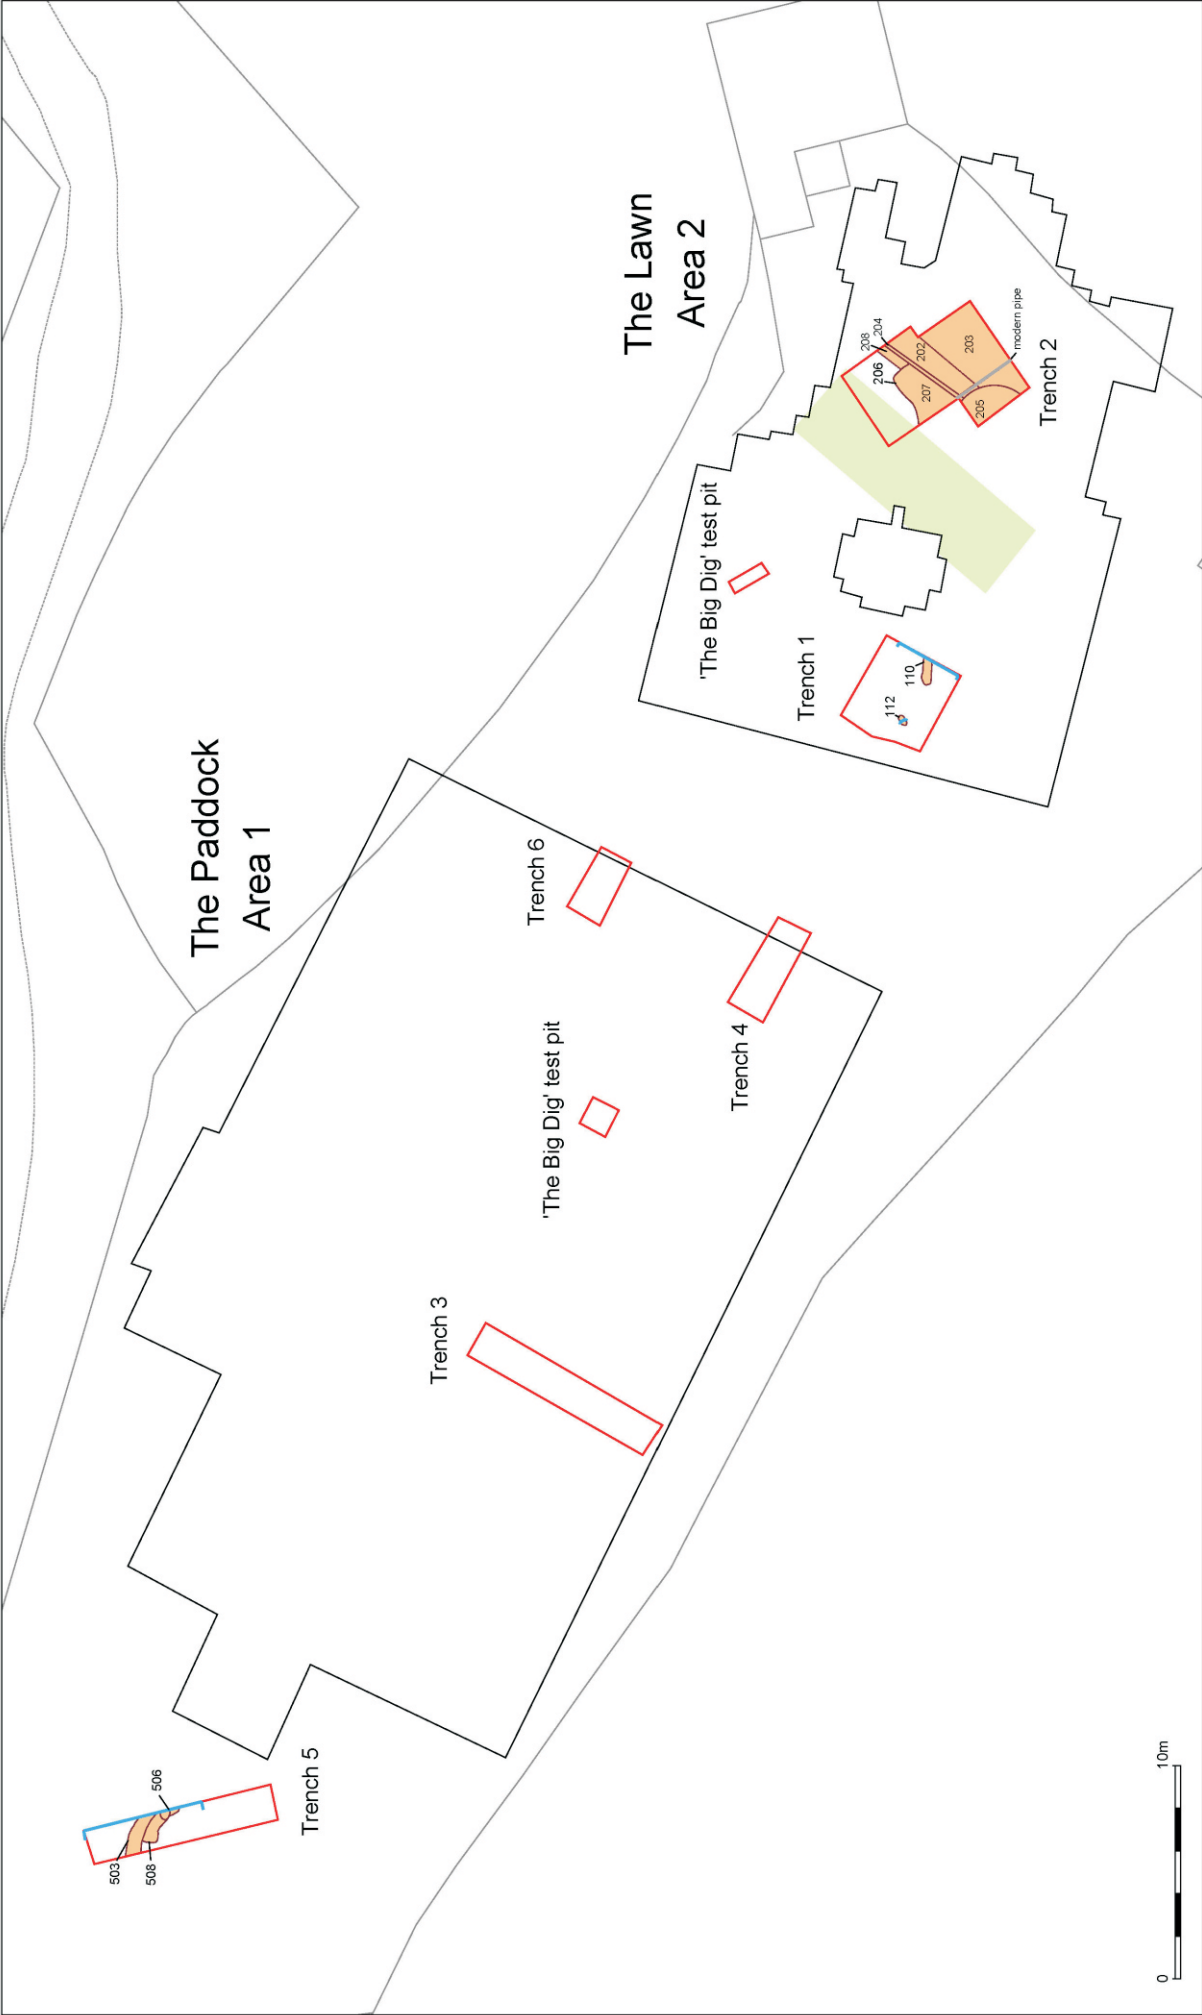 The Paddock
Area 1
The Lawn
Area 2
Trench 5
503
508
506
Trench 3
'The Big Dig' test pit
Trench 6
Trench 4
'The Big Dig' test pit
Trench 1
112
110
Trench 2
208
204
206
202
207
203
205
modern pipe
0
10m